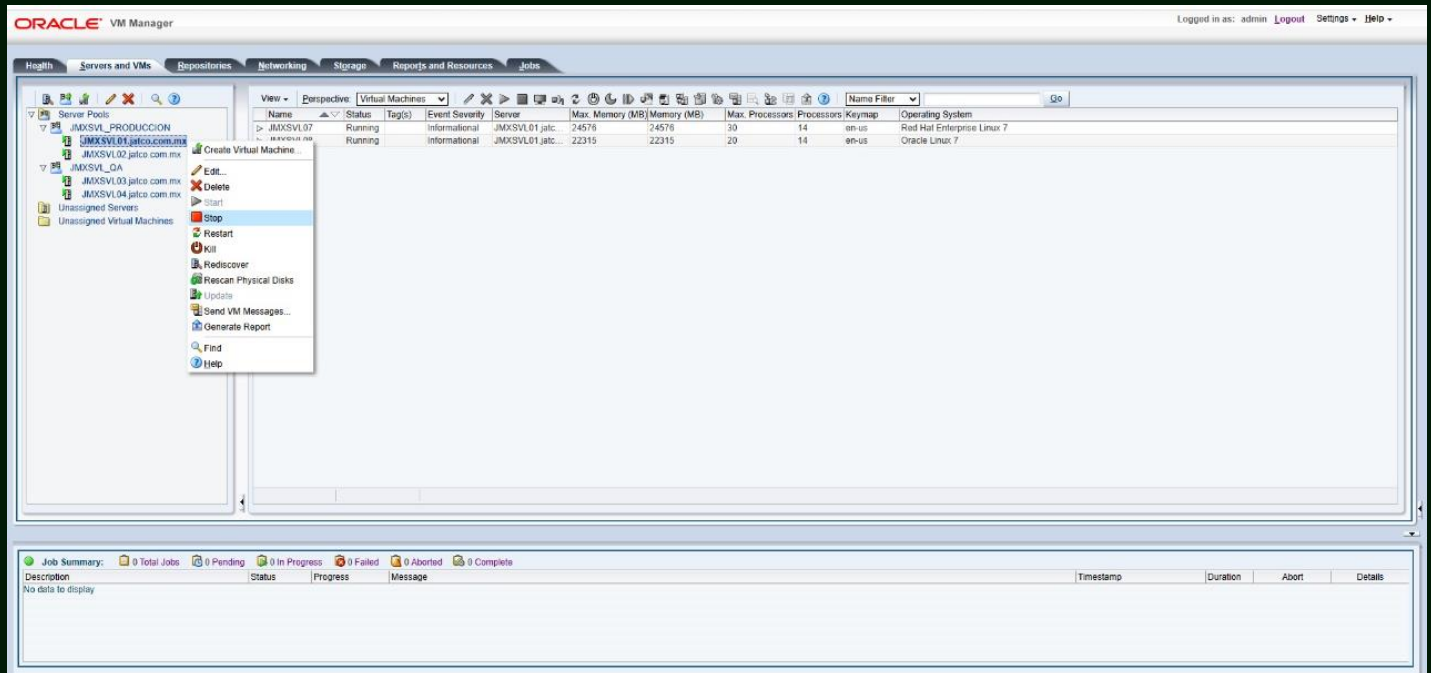 ORACLE VM Manager
Logged in as: admin Logout Settings Help
Health Servers and VMs Repositories Networking Storage Reports and Resources Jobs
View Perspective: Virtual Machines Name Filter Go
Server Pools
JMXSVL_PRODUCCION
JMXSVL01.jatco.com.mx
JMXSVL02.jatco.com.mx
JMXSVL_QA
JMXSVL03.jatco.com.mx
JMXSVL04.jatco.com.mx
Unassigned Servers
Unassigned Virtual Machines
Create Virtual Machine...
Edit...
Delete
Start
Stop
Restart
Kill
Rediscover
Rescan Physical Disks
Update
Send VM Messages...
Generate Report
Find
Help
Name Status Tag(s) Event Severity Server Max. Memory (MB) Memory (MB) Max. Processors Processors Keymap Operating System
JMXSVL07 Running Informational JMXSVL01.jatc... 24576 24576 30 14 en-us Red Hat Enterprise Linux 7
Running Informational JMXSVL01.jatc... 22315 22315 20 14 en-us Oracle Linux 7
Job Summary: 0 Total Jobs 0 Pending 0 In Progress 0 Failed 0 Aborted 0 Complete
Description Status Progress Message Timestamp Duration Abort Details
No data to display